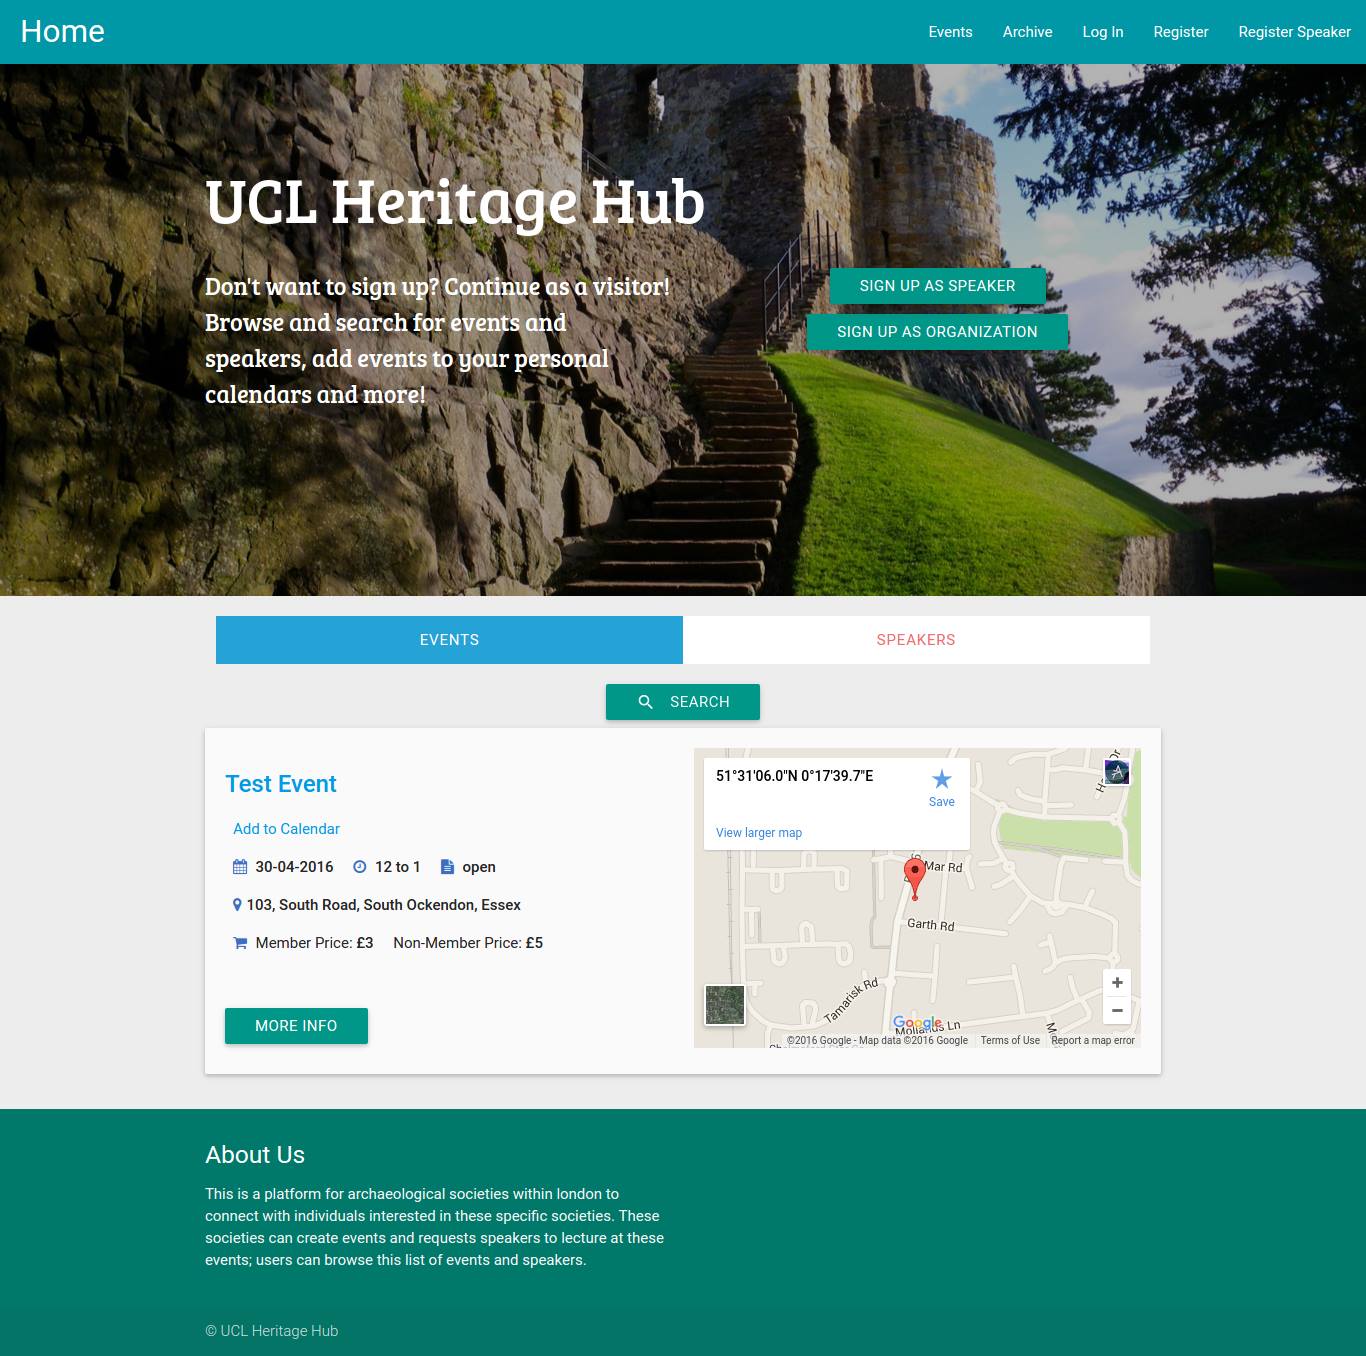 Home
Events
Archive
Log In
Register
Register Speaker
UCL Heritage Hub
Don't want to sign up? Continue as a visitor!
Browse and search for events and
speakers, add events to your personal
calendars and more!
SIGN UP AS SPEAKER
SIGN UP AS ORGANIZATION
EVENTS
SPEAKERS
SEARCH
Test Event
Add to Calendar
30-04-2016 12 to 1 open
103, South Road, South Ockendon, Essex
Member Price: £3 Non-Member Price: £5
MORE INFO
51°31'06.0"N 0°17'39.7"E
Save
View larger map
Mar Rd
Garth Rd
Tamarisk Rd
Google
Mollands Ln
©2016 Google - Map data ©2016 Google Terms of Use Report a map error
About Us
This is a platform for archaeological societies within london to
connect with individuals interested in these specific societies. These
societies can create events and requests speakers to lecture at these
events; users can browse this list of events and speakers.
© UCL Heritage Hub